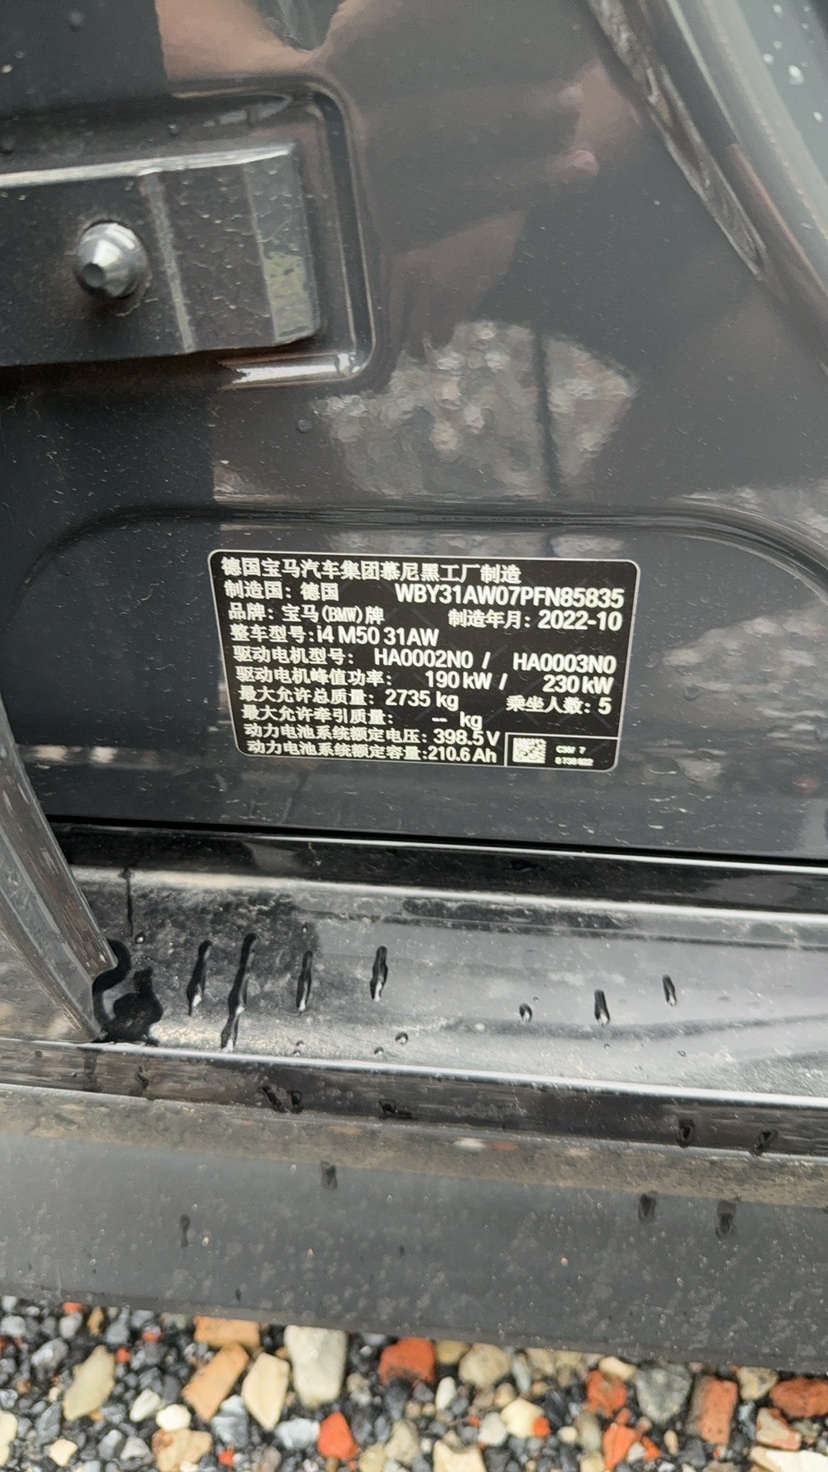 德国宝马汽车集团慕尼黑工厂制造
制造国：德国 WBY31AW07PFN85835
品牌：宝马(BMW)牌 制造年月：2022-10
整车型号：i4 M50 31AW
驱动电机型号： HA0002N0 / HA0003N0
驱动电机峰值功率： 190 kW / 230 kW
最大允许总质量：2735 kg 乘坐人数：5
最大允许牵引质量： -- kg
动力电池系统额定电压：398.5 V
动力电池系统额定容量：210.6 Ah